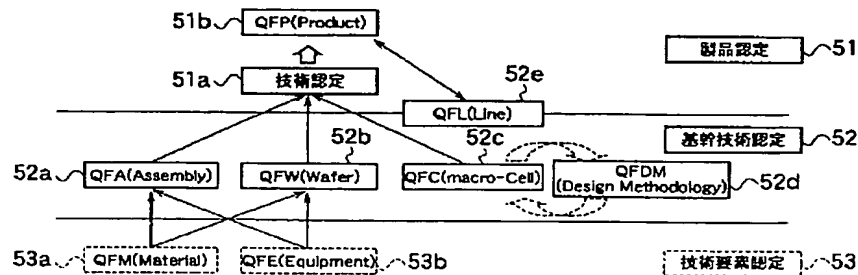 51b
QFP(Product)
製品認定
51
51a
技術認定
52e
QFL(Line)
52b
52c
基幹技術認定
52
52a
QFA(Assembly)
QFW(Wafer)
QFC(macro-Cell)
QFDM
(Design Methodology)
52d
53a
QFM(Material)
QFE(Equipment)
53b
技術要素認定
53